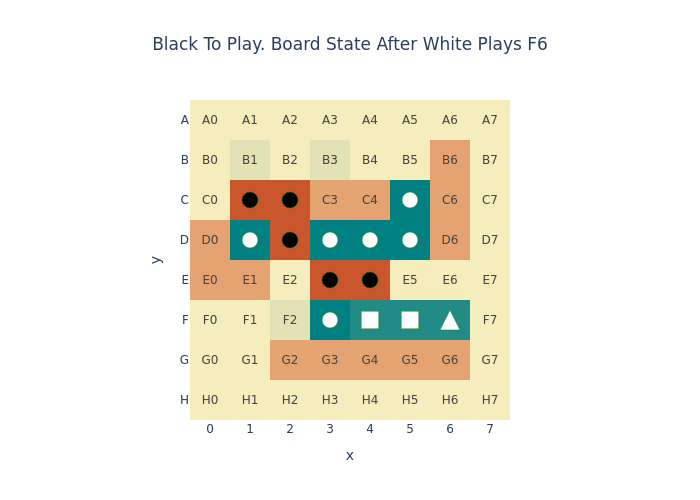 Black To Play. Board State After White Plays F6
A A0 A1 A2 A3 A4 A5 A6 A7
B B0 B1 B2 B3 B4 B5 B6 B7
C C0 C3 C4 C6 C7
D D0 D6 D7
E E0 E1 E2 E5 E6 E7
F F0 F1 F2 F7
G G0 G1 G2 G3 G4 G5 G6 G7
H H0 H1 H2 H3 H4 H5 H6 H7
0 1 2 3 4 5 6 7
x
y